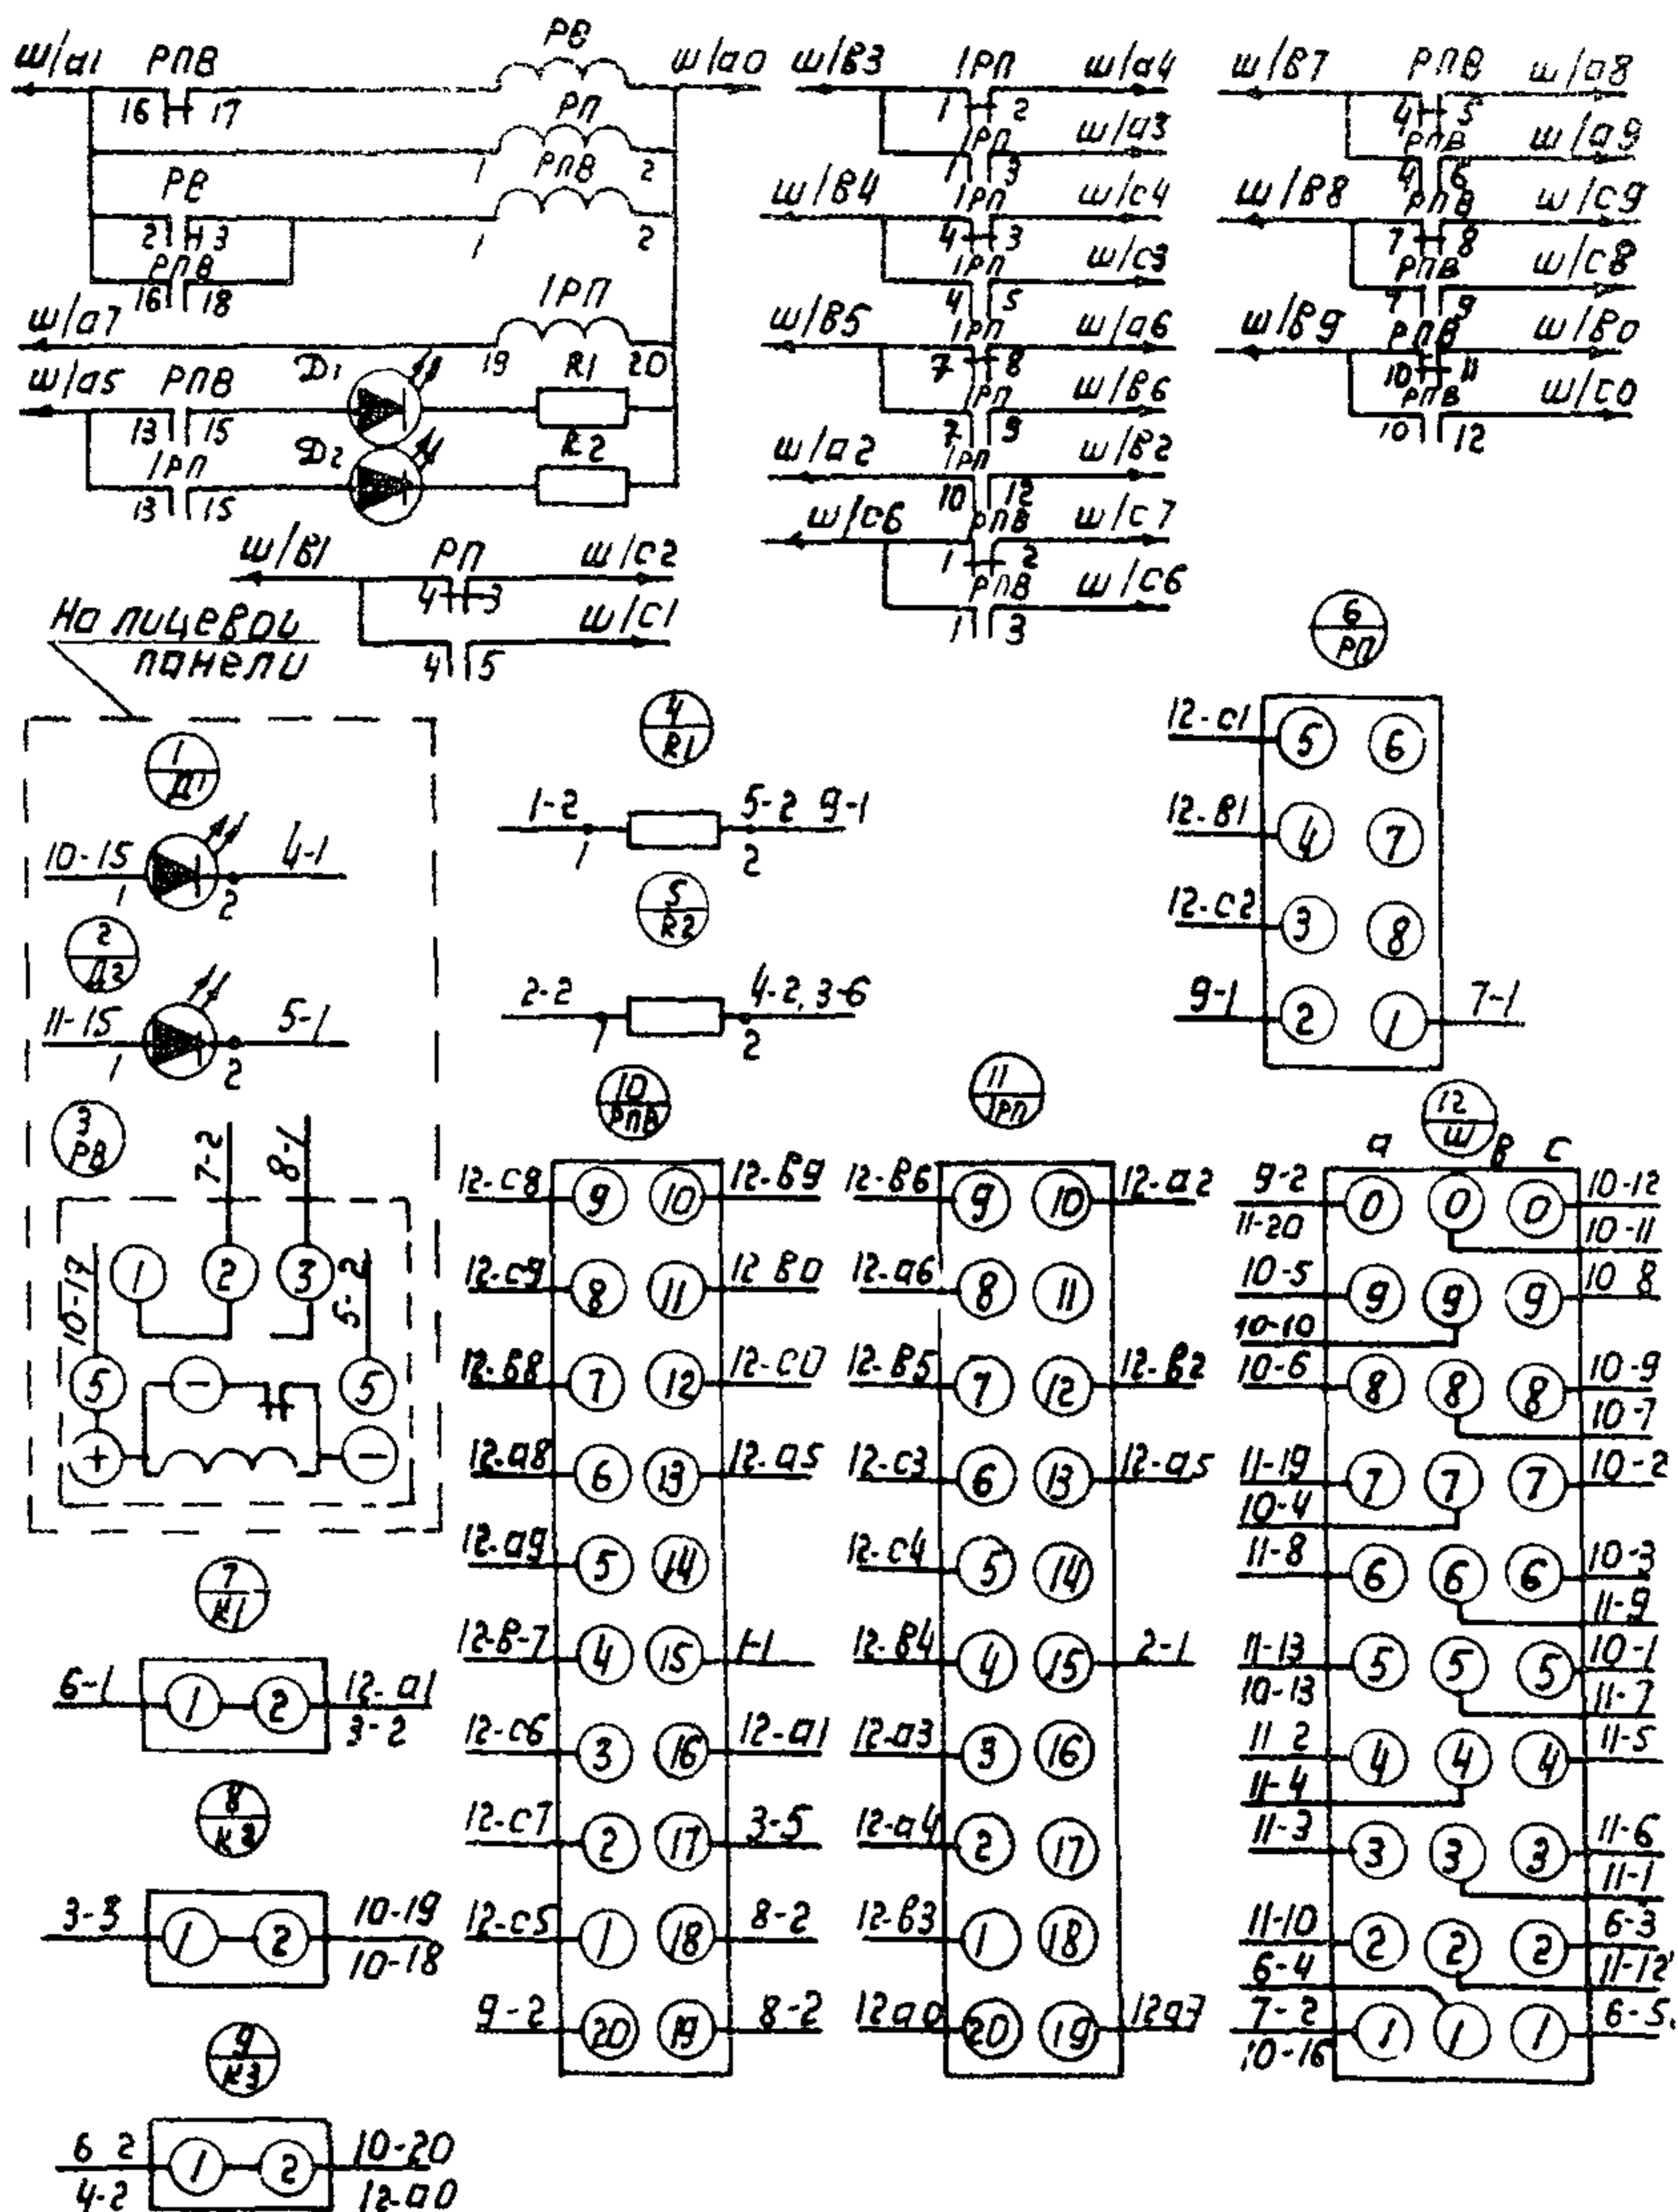 ш/а1 РПВ РВ ш/а0
16 17
РП
1 2
РВ РПВ
2 3 1 2
РПВ
16 18
ш/а7 1РП
19 20
ш/а5 РПВ Д1 R1
13 15
1РП Д2 R2
13 15
ш/в1 РП ш/с2
4 3
ш/с1
4 5
ш/в3 1РП ш/а4
1 2
1РП ш/а3
1 3
ш/в4 1РП ш/с4
4 3
1РП ш/с3
4 5
ш/в5 1РП ш/а6
7 8
1РП ш/в6
7 9
ш/а2 1РП ш/в2
10 12
ш/с6 РПВ ш/с7
1 2
РПВ ш/с6
1 3
ш/в7 РПВ ш/а8
4 5
РПВ ш/а9
4 6
ш/в8 РПВ ш/с9
7 8
РПВ ш/с8
7 9
ш/в9 РПВ ш/в0
10 11
РПВ ш/с0
10 12
На лицевой
панели
1
Д1
10-15 4-1
1 2
2
Д2
11-15 5-1
1 2
3
РВ
7-2 8-1
10-17 1 2 3 5-2
5 - 5
+ -
4
R1
1-2 5-2 9-1
1 2
5
R2
2-2 4-2, 3-6
1 2
6
РП
12-с1 5 6
12-в1 4 7
12-с2 3 8
9-1 2 1 7-1
7
К1
6-1 1 2 12-а1
3-2
8
К2
3-3 1 2 10-19
10-18
9
К3
6 2 1 2 10-20
4-2 12-а0
10
РПВ
12-с8 9 10 12-в9
12-с9 8 11 12 в0
12-в8 7 12 12-с0
12-а8 6 13 12-а5
12-а9 5 14
12-в-7 4 15 1-1
12-с6 3 16 12-а1
12-с7 2 17 3-5
12-с5 1 18 8-2
9-2 20 19 8-2
11
1РП
12-в6 9 10 12-а2
12-а6 8 11
12-в5 7 12 12-в2
12-с3 6 13 12-а5
12-с4 5 14
12-в4 4 15 2-1
12-а3 3 16
12-а4 2 17
12-в3 1 18
12а0 20 19 12а7
12
Ш
а в с
9-2 0 0 0 10-12
11-20 10-11
10-5 9 9 9 10 8
10-10
10-6 8 8 8 10-9
10-7
11-19 7 7 7 10-2
10-4
11-8 6 6 6 10-3
11-9
11-13 5 5 5 10-1
10-13 11-7
11 2 4 4 4 11-5
11-4
11-3 3 3 3 11-6
11-1
11-10 2 2 2 6-3
6-4 11-12
7-2 1 1 1 6-5
10-16